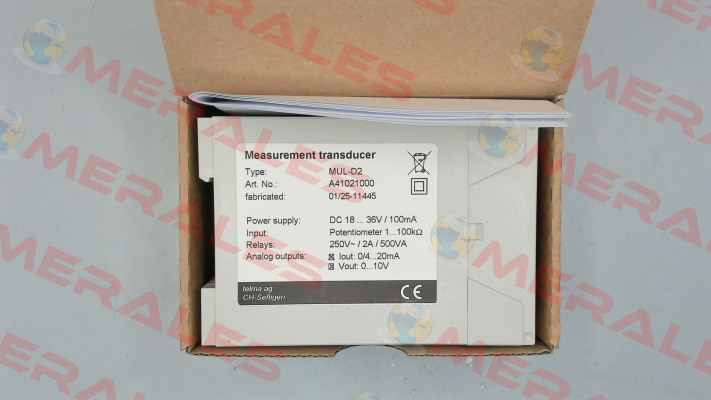 Measurement transducer
Type: MUL-D2
Art. No.: A41021000
fabricated: 01/25-11445
Power supply: DC 18 ... 36V / 100mA
Input: Potentiometer 1...100kΩ
Relays: 250V~ / 2A / 500VA
Analog outputs: ☒ Iout: 0/4...20mA
☒ Vout: 0...10V
telma ag
CH-Seftigen
CE
MERALES
MERALES
MERALES
MERALES
MERALES